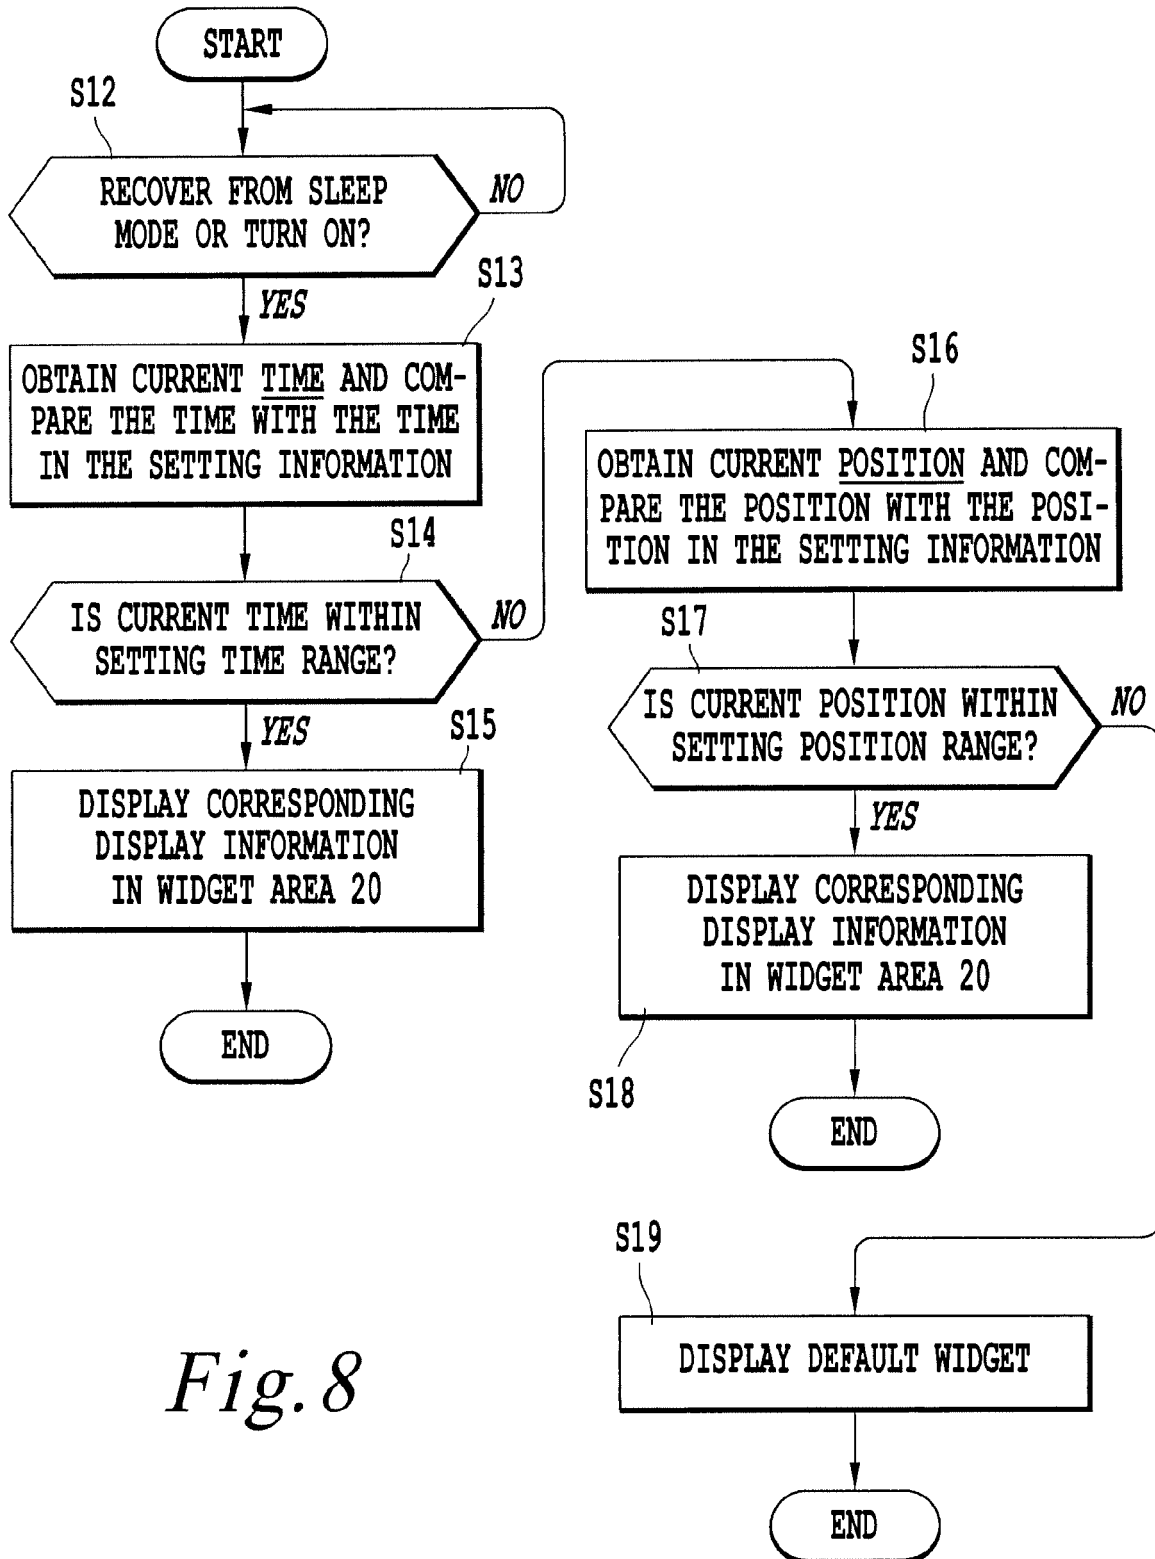 START
S12
RECOVER FROM SLEEP
MODE OR TURN ON?
NO
YES
S13
OBTAIN CURRENT TIME AND COM-
PARE THE TIME WITH THE TIME
IN THE SETTING INFORMATION
S14
IS CURRENT TIME WITHIN
SETTING TIME RANGE?
NO
YES
S15
DISPLAY CORRESPONDING
DISPLAY INFORMATION
IN WIDGET AREA 20
END
S16
OBTAIN CURRENT POSITION AND COM-
PARE THE POSITION WITH THE POSI-
TION IN THE SETTING INFORMATION
S17
IS CURRENT POSITION WITHIN
SETTING POSITION RANGE?
NO
YES
DISPLAY CORRESPONDING
DISPLAY INFORMATION
IN WIDGET AREA 20
S18
END
S19
DISPLAY DEFAULT WIDGET
END
Fig. 8